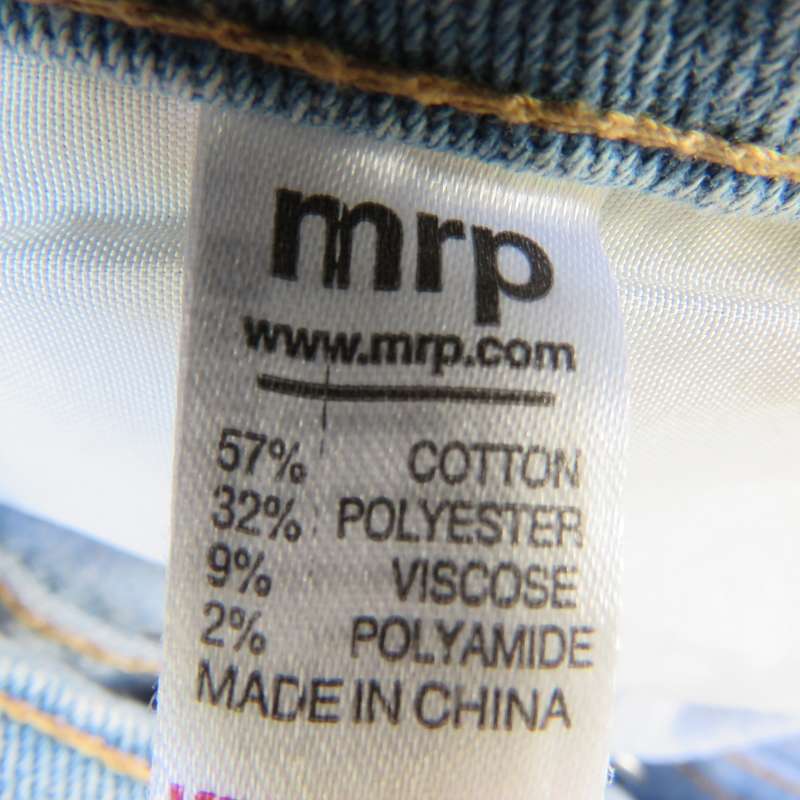 mrp
www.mrp.com
57% COTTON
32% POLYESTER
9% VISCOSE
2% POLYAMIDE
MADE IN CHINA